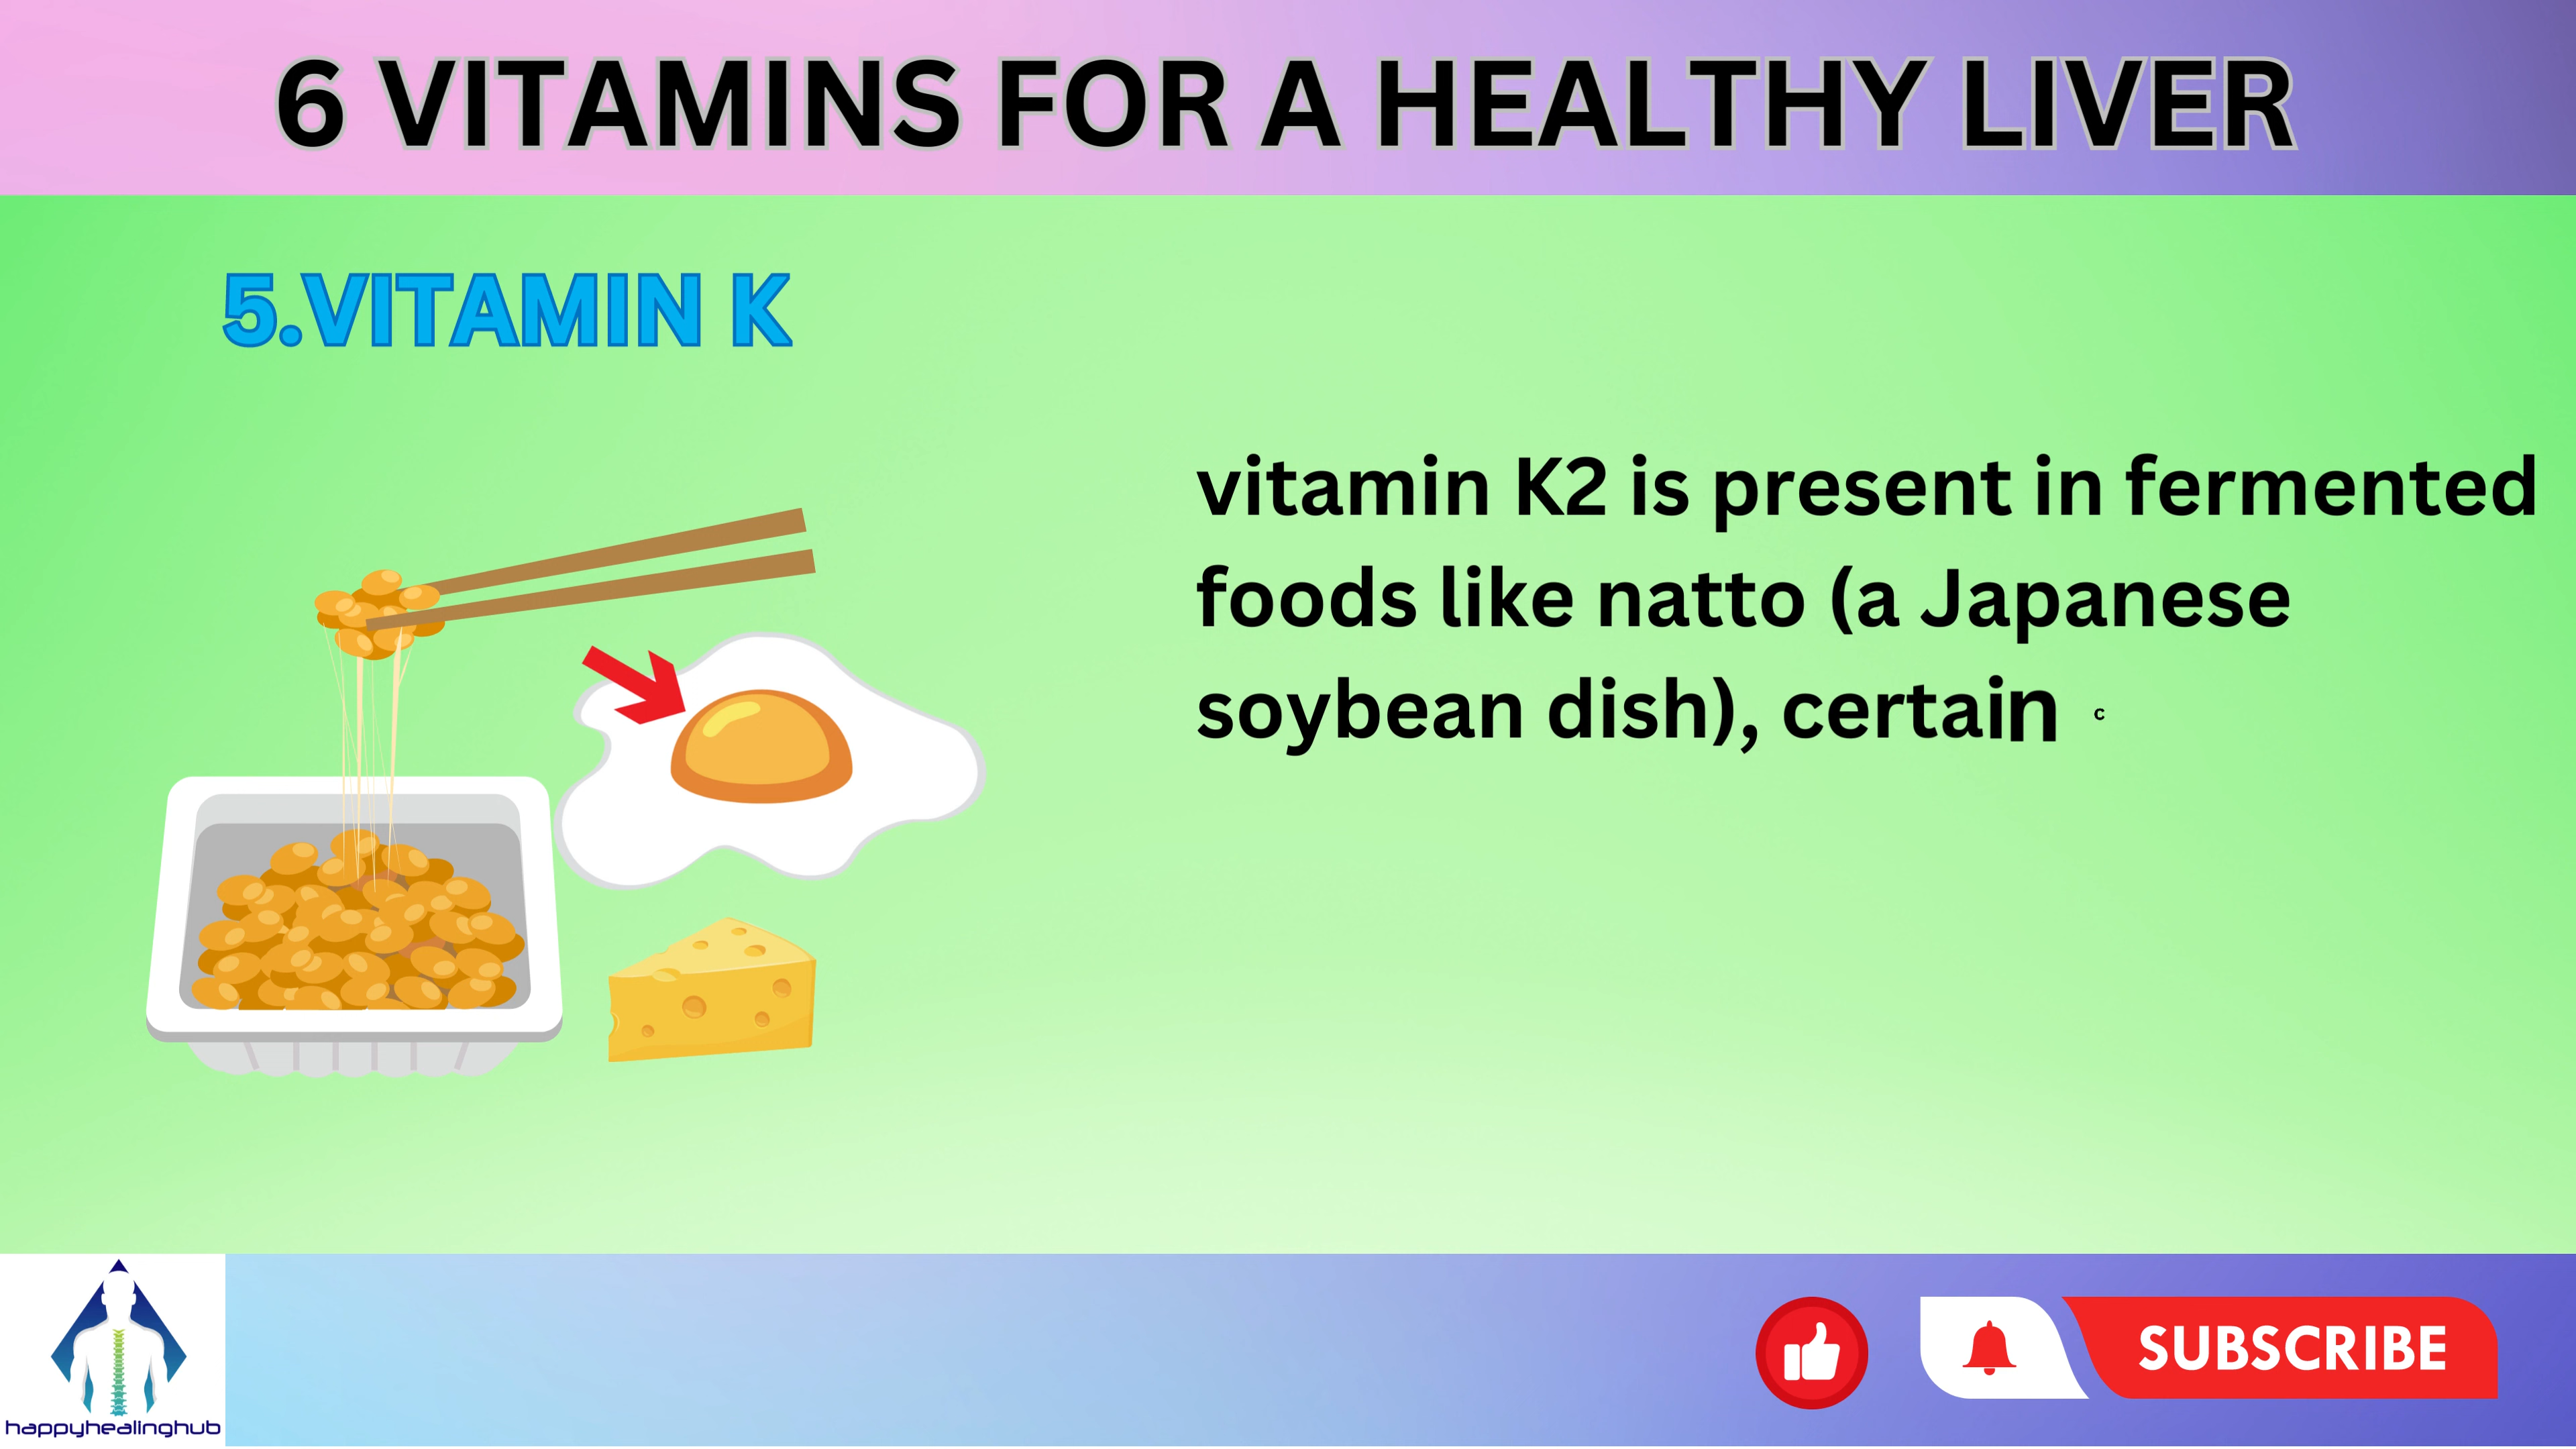 6 VITAMINS FOR A HEALTHY LIVER
5.VITAMIN K
vitamin K2 is present in fermented
foods like natto (a Japanese
soybean dish), certain c
happyhealinghub
SUBSCRIBE